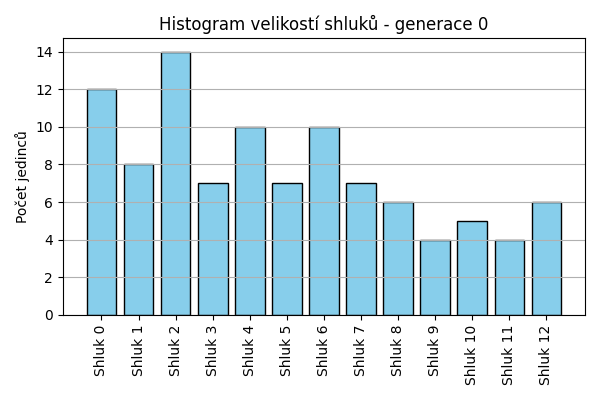 Histogram velikostí shluků - generace 0
Počet jedinců
14
12
10
8
6
4
2
0
Shluk 0
Shluk 1
Shluk 2
Shluk 3
Shluk 4
Shluk 5
Shluk 6
Shluk 7
Shluk 8
Shluk 9
Shluk 10
Shluk 11
Shluk 12